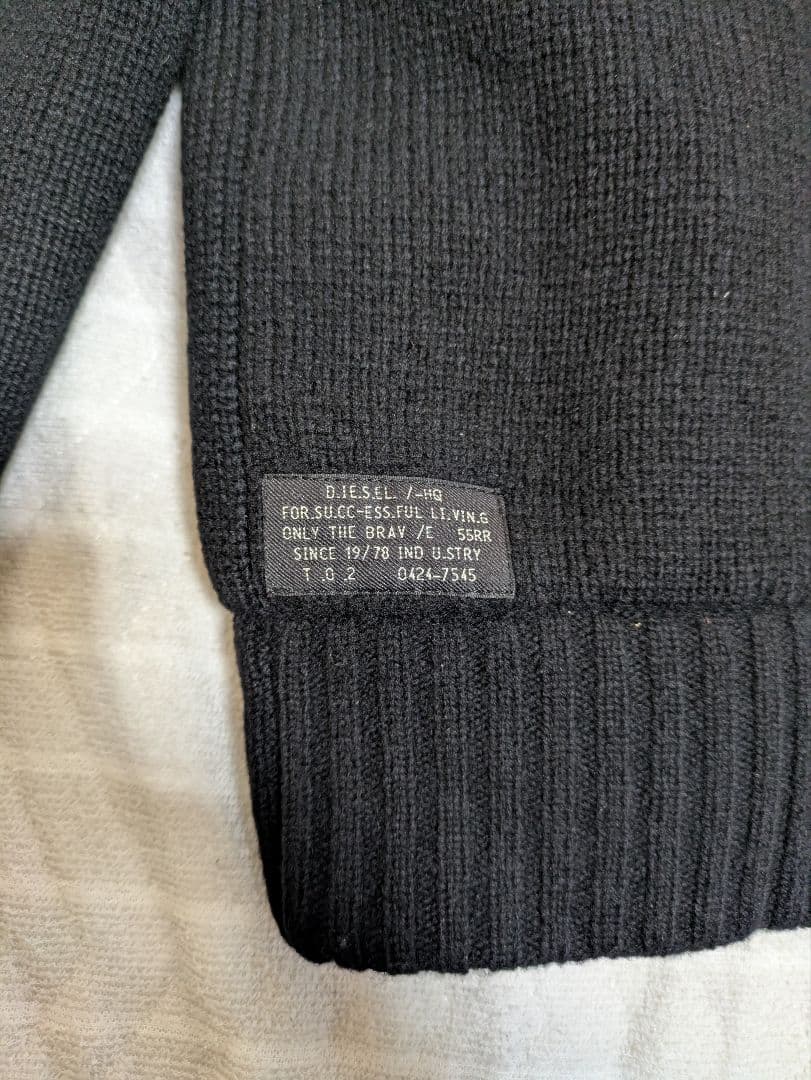 D.I.E.S.EL. /-HQ
FOR.SU.CC-ESS.FUL LI.VIN.G
ONLY THE BRAV /E 55RR
SINCE 19/78 IND U.STRY
T .0 .2 0424-7545